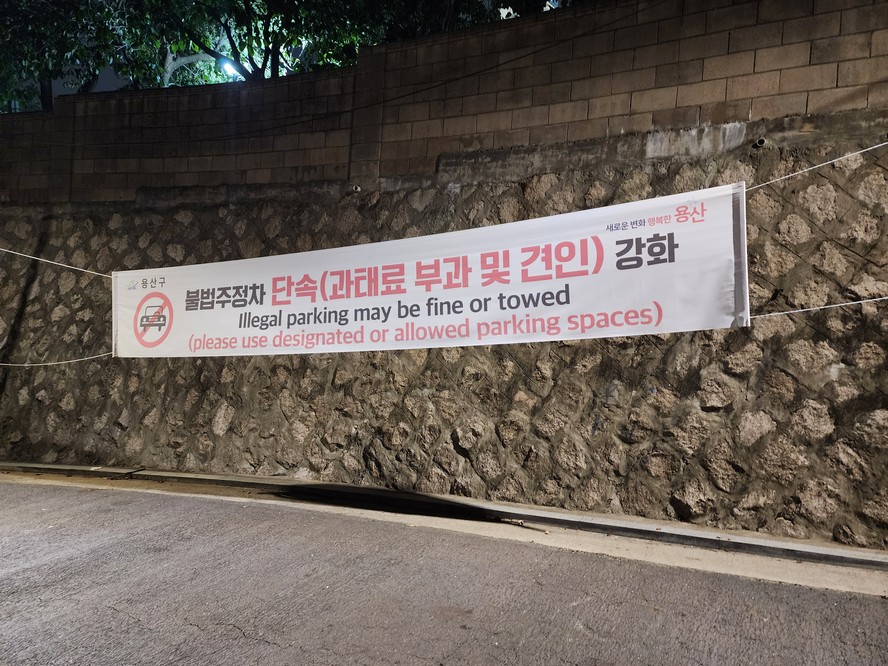 용산구
새로운 변화 행복한 용산
불법주정차 단속(과태료 부과 및 견인) 강화
Illegal parking may be fine or towed
(please use designated or allowed parking spaces)